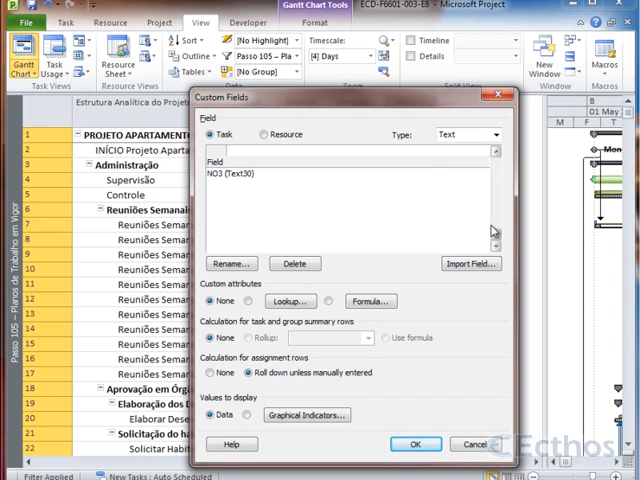 Gantt Chart Tools
ECD-F6601-003-E8 - Microsoft Project
File
Task
Resource
Project
View
Developer
Format
Gantt
Chart
Task
Usage
Task Views
Resource
Sheet
Resource Views
Sort
Outline
Tables
[No Highlight]
Passo 105 – Pla
[No Group]
Timescale:
[4] Days
Timeline
Details
New
Window
Macros
Macros
Estrutura Analítica do Projet
01 May
M
F
T
1 PROJETO APARTAMENTO
2 INÍCIO Projeto Apartа
3 Administração
4 Supervisão
5 Controle
6 Reuniões Semanais
7 Reuniões Seman
8 Reuniões Seman
9 Reuniões Seman
10 Reuniões Seman
11 Reuniões Seman
12 Reuniões Seman
13 Reuniões Seman
14 Reuniões Seman
15 Reuniões Seman
16 Reuniões Seman
17 Reuniões Seman
18 Aprovação em Órg
19 Elaboração dos D
20 Elaborar Desen
21 Solicitação do hal
22 Solicitar Habit
Passo 105 – Planos de Trabalho em Vigor
Custom Fields
Field
Task
Resource
Type:
Text
Field
NO3 (Text30)
Rename...
Delete
Import Field...
Custom attributes
None
Lookup...
Formula...
Calculation for task and group summary rows
None
Rollup:
Use formula
Calculation for assignment rows
None
Roll down unless manually entered
Values to display
Data
Graphical Indicators...
Help
OK
Cancel
Ecthos
Filter Applied
New Tasks : Auto Scheduled